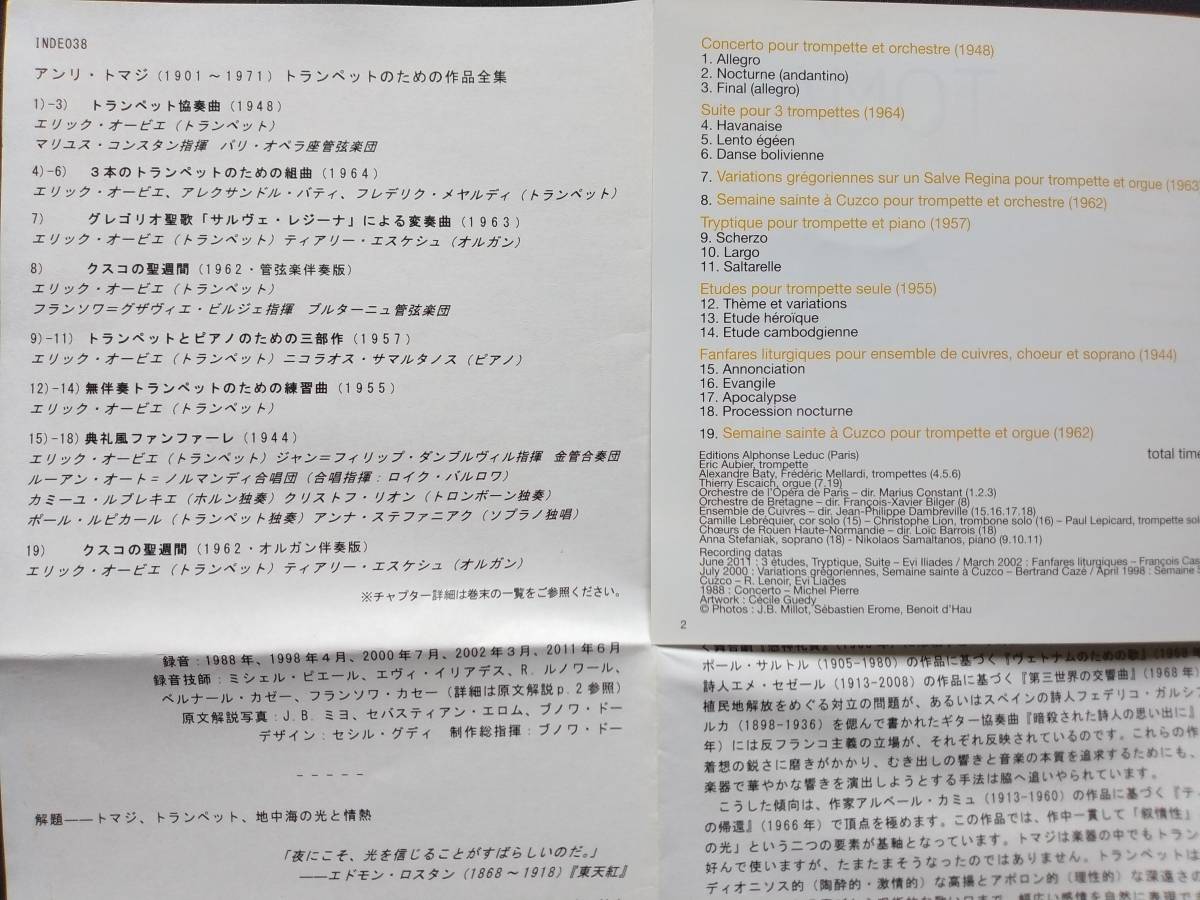 INDE038
アンリ・トマジ(1901～1971)トランペットのための作品全集
1)-3) トランペット協奏曲(1948)
エリック・オービエ(トランペット)
マリユス・コンスタン指揮 パリ・オペラ座管弦楽団
4)-6) 3本のトランペットのための組曲(1964)
エリック・オービエ、アレクサンドル・バティ、フレデリク・メヤルディ(トランペット)
7) グレゴリオ聖歌「サルヴェ・レジーナ」による変奏曲(1963)
エリック・オービエ(トランペット)ティアリー・エスケシュ(オルガン)
8) クスコの聖週間(1962・管弦楽伴奏版)
エリック・オービエ(トランペット)
フランソワ=グザヴィエ・ビルジェ指揮 ブルターニュ管弦楽団
9)-11) トランペットとピアノのための三部作(1957)
エリック・オービエ(トランペット)ニコラオス・サマルタノス(ピアノ)
12)-14)無伴奏トランペットのための練習曲(1955)
エリック・オービエ(トランペット)
15)-18)典礼風ファンファーレ(1944)
エリック・オービエ(トランペット)ジャン=フィリップ・ダンブルヴィル指揮 金管合奏団
ルーアン・オート=ノルマンディ合唱団(合唱指揮:ロイク・バルロワ)
カミーユ・ルブレキエ(ホルン独奏)クリストフ・リオン(トロンボーン独奏)
ポール・ルピカール(トランペット独奏)アンナ・ステファニアク(ソプラノ独唱)
19) クスコの聖週間(1962・オルガン伴奏版)
エリック・オービエ(トランペット)ティアリー・エスケシュ(オルガン)
※チャプター詳細は巻末の一覧をご参照ください。
録音:1988年、1998年4月、2000年7月、2002年3月、2011年6月
録音技師:ミシェル・ピエール、エヴィ・イリアデス、R.ルノワール、
ベルナール・カゼー、フランソワ・カセー(詳細は原文解説p.2参照)
原文解説写真:J.B.ミヨ、セバスティアン・エロム、ブノワ・ドー
デザイン:セシル・グディ 制作総指揮:ブノワ・ドー
-----
解題――トマジ、トランペット、地中海の光と情熱
「夜にこそ、光を信じることがすばらしいのだ。」
――エドモン・ロスタン(1868～1918)『東天紅』
Concerto pour trompette et orchestre (1948)
1. Allegro
2. Nocturne (andantino)
3. Final (allegro)
Suite pour 3 trompettes (1964)
4. Havanaise
5. Lento égéen
6. Danse bolivienne
7. Variations grégoriennes sur un Salve Regina pour trompette et orgue (1963
8. Semaine sainte à Cuzco pour trompette et orchestre (1962)
Tryptique pour trompette et piano (1957)
9. Scherzo
10. Largo
11. Saltarelle
Etudes pour trompette seule (1955)
12. Thème et variations
13. Etude héroïque
14. Etude cambodgienne
Fanfares liturgiques pour ensemble de cuivres, choeur et soprano (1944)
15. Annonciation
16. Evangile
17. Apocalypse
18. Procession nocturne
19. Semaine sainte à Cuzco pour trompette et orgue (1962)
Editions Alphonse Leduc (Paris) total time
Eric Aubier, trompette
Alexandre Baty, Frédéric Mellardi, trompettes (4.5.6)
Thierry Escaich, orgue (7.19)
Orchestre de l'Opéra de Paris – dir. Marius Constant (1.2.3)
Orchestre de Bretagne – dir. François-Xavier Bilger (8)
Ensemble de Cuivres – dir. Jean-Philippe Dambreville (15.16.17.18)
Camille Lebréquier, cor solo (15) – Christophe Lion, trombone solo (16) – Paul Lepicard, trompette so
Chœurs de Rouen Haute-Normandie – dir. Loïc Barrois (18)
Anna Stefaniak, soprano (18) - Nikolaos Samaltanos, piano (9.10.11)
Recording datas
June 2011 : 3 études, Tryptique, Suite – Evi Iliades / March 2002 : Fanfares liturgiques – François Cas
July 2000 : Variations grégoriennes, Semaine sainte à Cuzco – Bertrand Cazé / April 1998 : Semaine
Cuzco – R. Lenoir, Evi Liades
1988 : Concerto – Michel Pierre
Artwork : Cécile Guedy
© Photos : J.B. Millot, Sébastien Erome, Benoit d'Hau
2
ポール・サルトル(1905-1980)の作品に基づく『ヴェトナムのための歌』(1968年
詩人エメ・セゼール(1913-2008)の作品に基づく『第三世界の交響曲』(1968年)
植民地解放をめぐる対立の問題が、あるいはスペインの詩人フェデリコ・ガルシ
ルカ(1898-1936)を偲んで書かれたギター協奏曲『暗殺された詩人の思い出に』
年)には反フランコ主義の立場が、それぞれ反映されているのです。これらの作
着想の鋭さに磨きがかかり、むき出しの響きと音楽の本質を追求するためにも、
楽器で華やかな響きを演出しようとする手法は脇へ追いやられています。
こうした傾向は、作家アルベール・カミュ(1913-1960)の作品に基づく『ティ
の帰還』(1966年)で頂点を極めます。この作品では、作中一貫して「叙情性」
の光」という二つの要素が基軸となっています。トマジは楽器の中でもトラン
好んで使いますが、たまたまそうなったのではありません。トランペットは
ディオニソス的(陶酔的・激情的)な高揚とアポロン的(理性的)な深遠さの